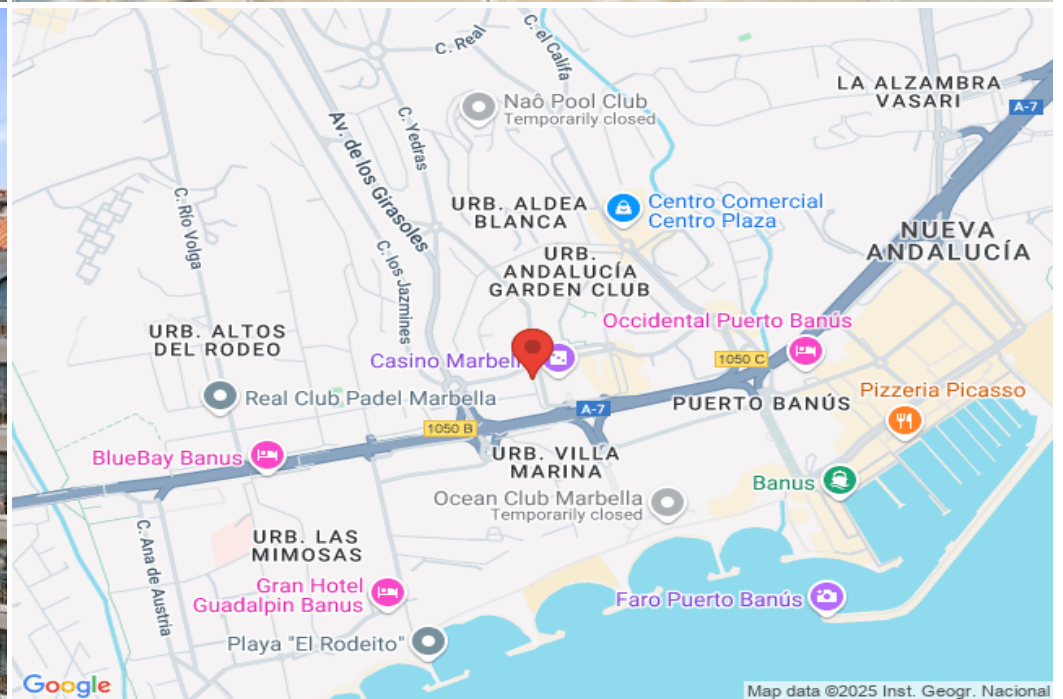 C. Real
C. el Califa
LA ALZAMBRA
VASARI
A-7
Naô Pool Club
Temporarily closed
C. Yedras
Av. de los Girasoles
C. Río Volga
URB. ALDEA
BLANCA
Centro Comercial
Centro Plaza
NUEVA
ANDALUCÍA
URB.
ANDALUCÍA
GARDEN CLUB
C. los Jazmines
URB. ALTOS
DEL RODEO
Occidental Puerto Banús
1050 C
Casino Marbell
Real Club Padel Marbella
A-7
PUERTO BANÚS
Pizzeria Picasso
1050 B
BlueBay Banus
URB. VILLA
MARINA
Banus
Ocean Club Marbella
Temporarily closed
C. Ana de Austria
URB. LAS
MIMOSAS
Gran Hotel
Guadalpin Banus
Faro Puerto Banús
Playa "El Rodeito"
Google
Map data ©2025 Inst. Geogr. Nacional